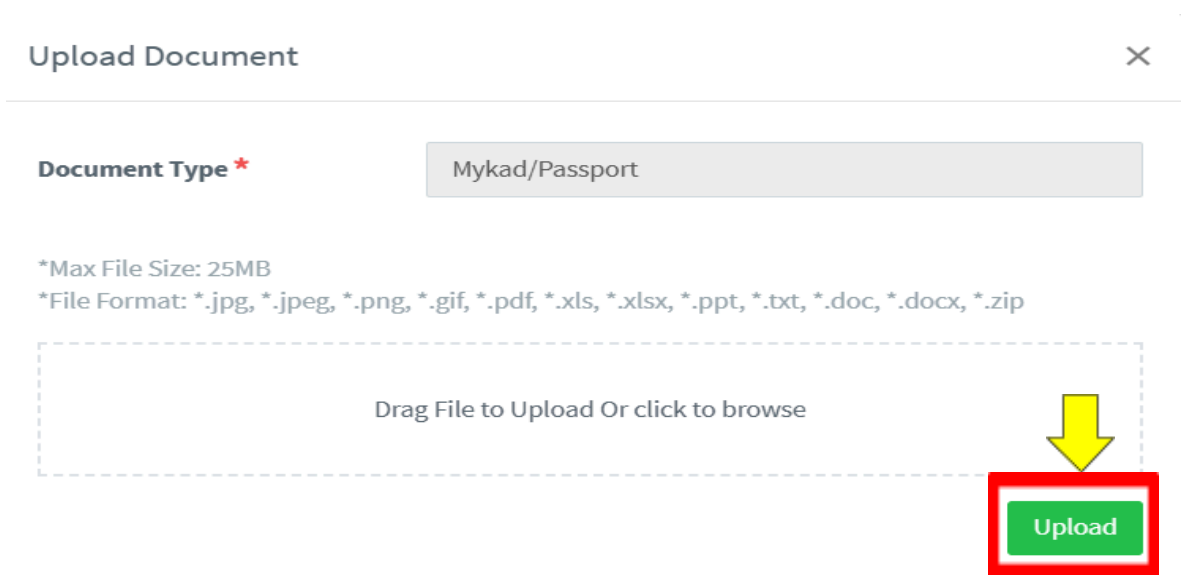 Upload Document
Document Type *
Mykad/Passport
*Max File Size: 25MB
*File Format: *.jpg, *.jpeg, *.png, *.gif, *.pdf, *.xls, *.xlsx, *.ppt, *.txt, *.doc, *.docx, *.zip
Drag File to Upload Or click to browse
Upload